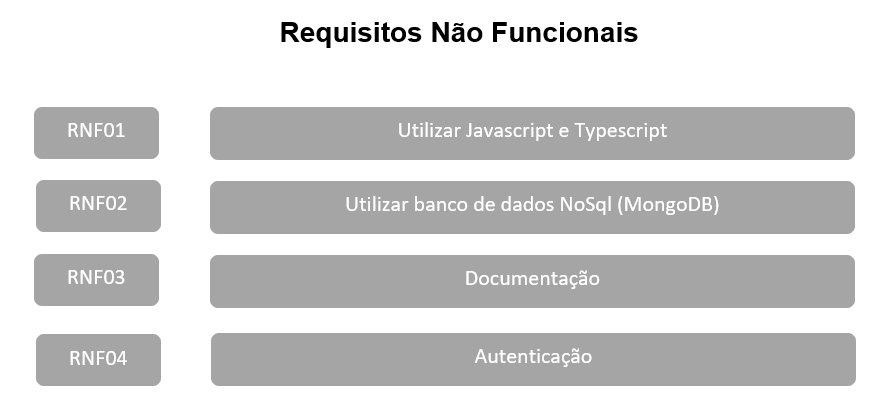 Requisitos Não Funcionais
RNF01
Utilizar Javascript e Typescript
RNF02
Utilizar banco de dados NoSql (MongoDB)
RNF03
Documentação
RNF04
Autenticação